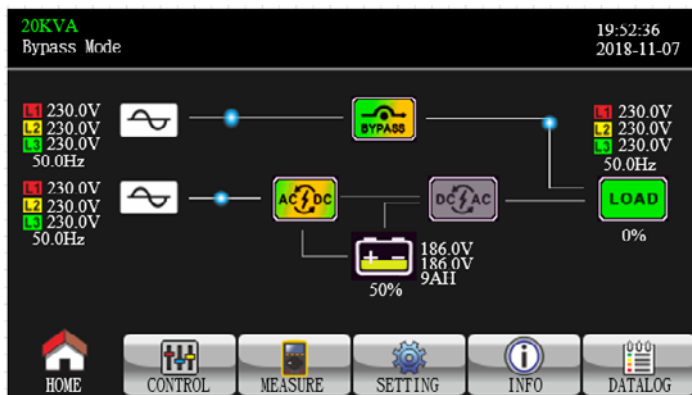 20KVA
Bypass Mode
19:52:36
2018-11-07
L1 230.0V
L2 230.0V
L3 230.0V
50.0Hz
BYPASS
L1 230.0V
L2 230.0V
L3 230.0V
50.0Hz
L1 230.0V
L2 230.0V
L3 230.0V
50.0Hz
AC DC
DC AC
LOAD
0%
186.0V
186.0V
9AH
50%
HOME
CONTROL
MEASURE
SETTING
INFO
DATALOG